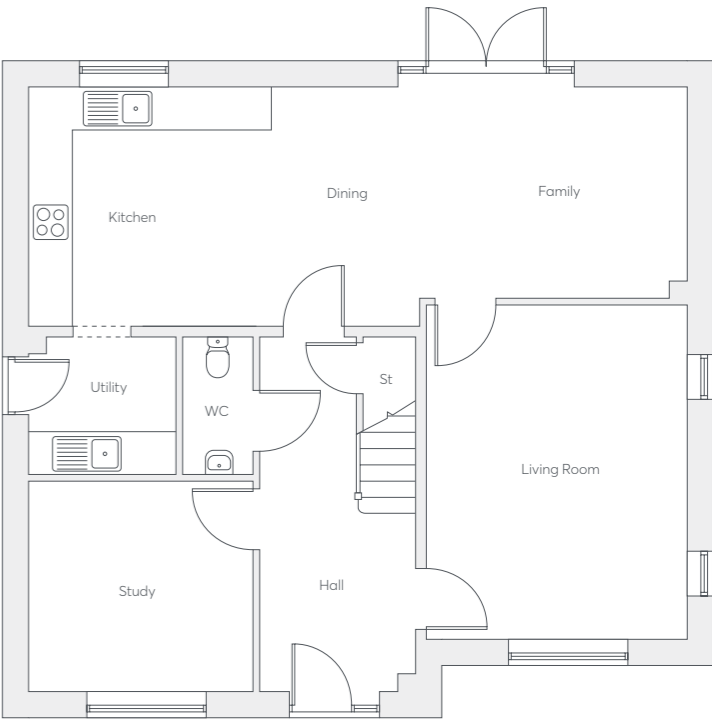 Kitchen
Dining
Family
Utility
WC
St
Living Room
Study
Hall